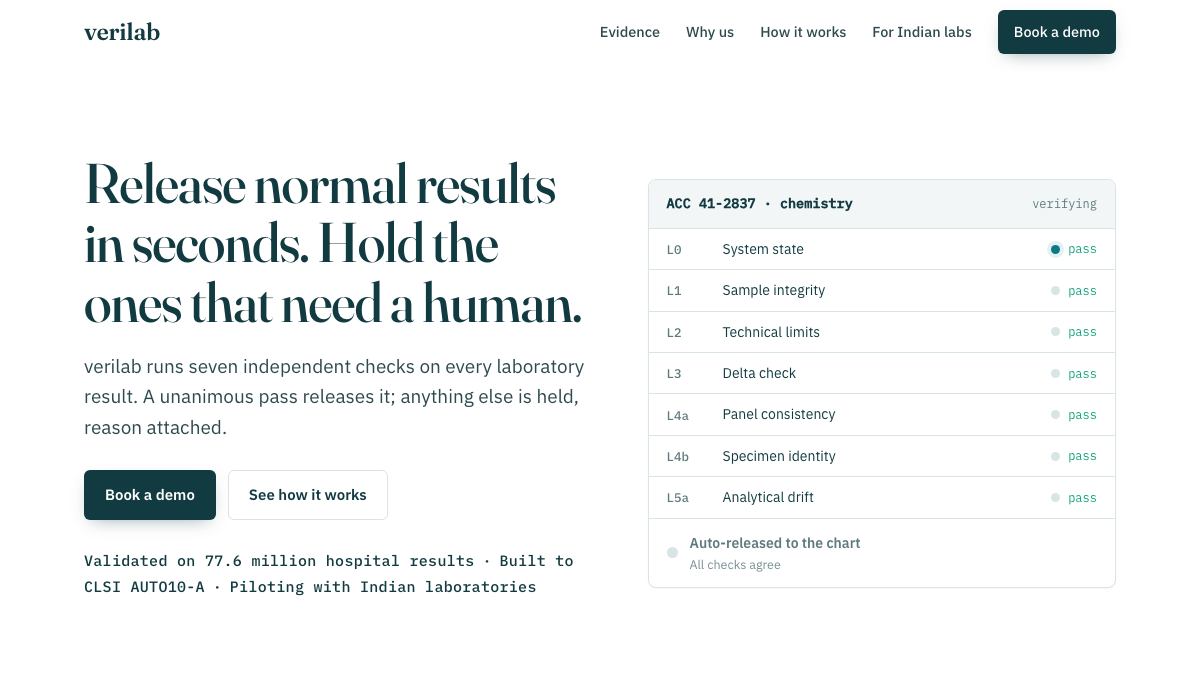 verilab
Evidence Why us How it works For Indian labs Book a demo
Release normal results
in seconds. Hold the
ones that need a human.
verilab runs seven independent checks on every laboratory
result. A unanimous pass releases it; anything else is held,
reason attached.
Book a demo See how it works
Validated on 77.6 million hospital results · Built to
CLSI AUTO10-A · Piloting with Indian laboratories
ACC 41-2837 · chemistry verifying
L0 System state pass
L1 Sample integrity pass
L2 Technical limits pass
L3 Delta check pass
L4a Panel consistency pass
L4b Specimen identity pass
L5a Analytical drift pass
Auto-released to the chart
All checks agree